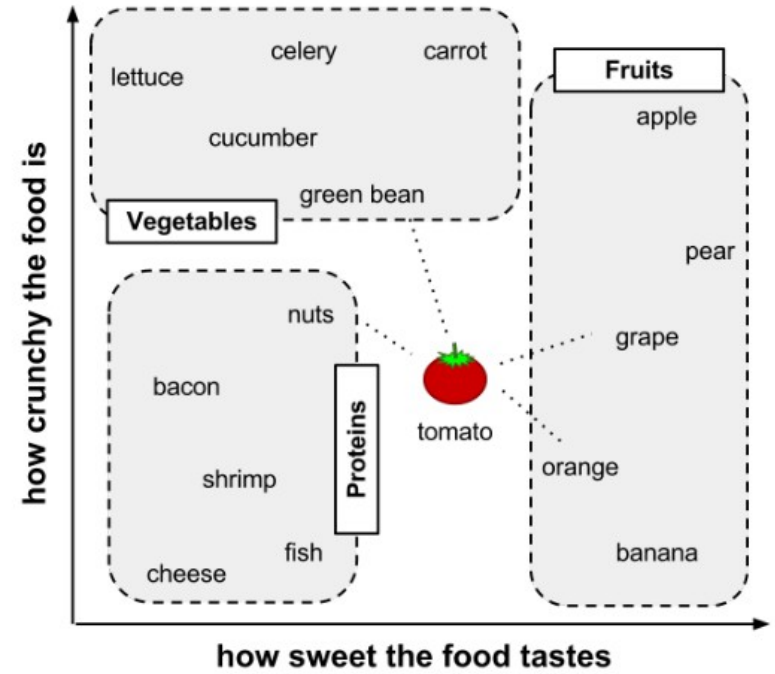 celery
carrot
lettuce
Fruits
apple
cucumber
green bean
Vegetables
pear
nuts
grape
bacon
tomato
Proteins
orange
shrimp
fish
banana
cheese
how crunchy the food is
how sweet the food tastes